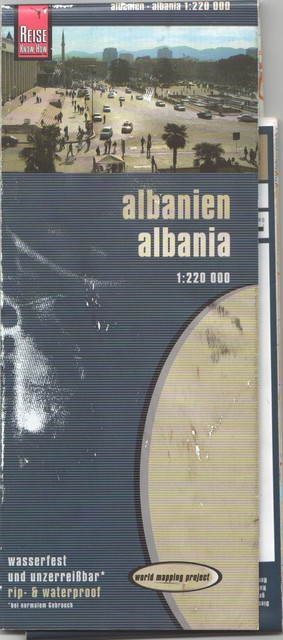 albanien · albania 1:220 000
REISE
KNOW-HOW
albanien
albania
1:220 000
wasserfest
und unzerreißbar*
rip- & waterproof
*bei normalem Gebrauch
world mapping project